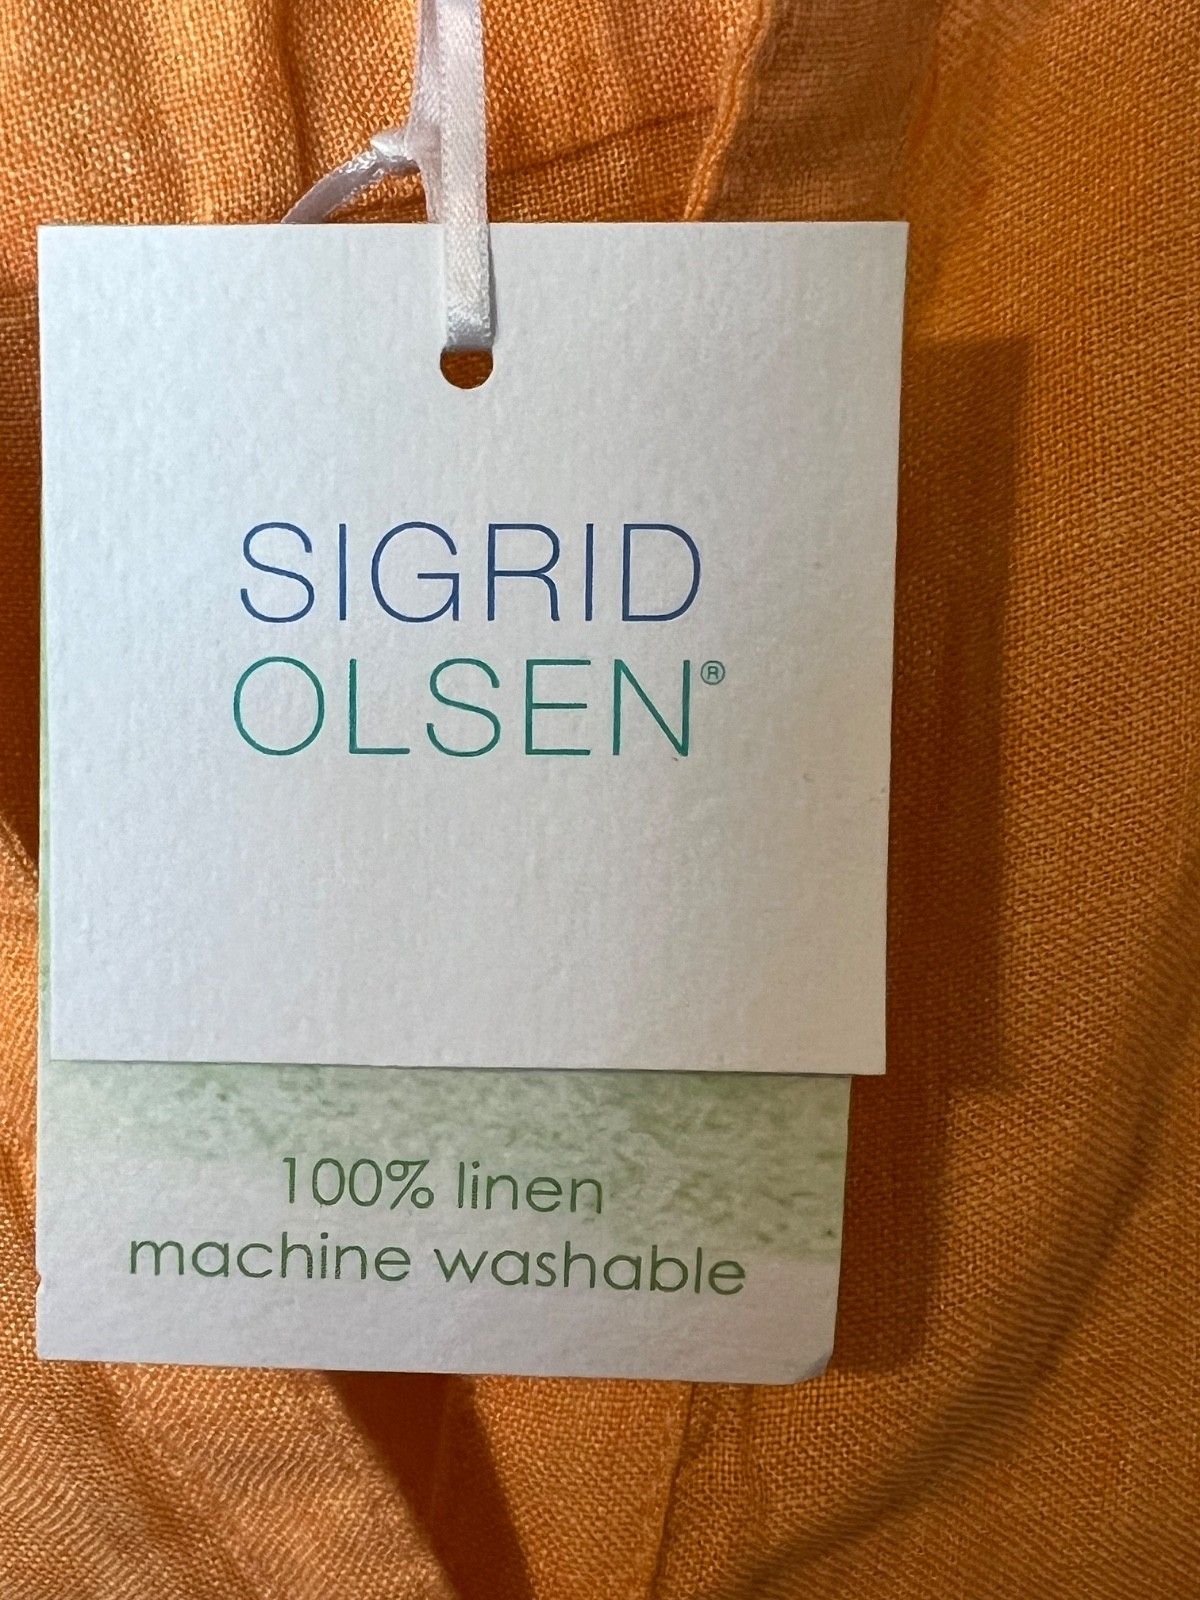 SIGRID
OLSEN®
100% linen
machine washable